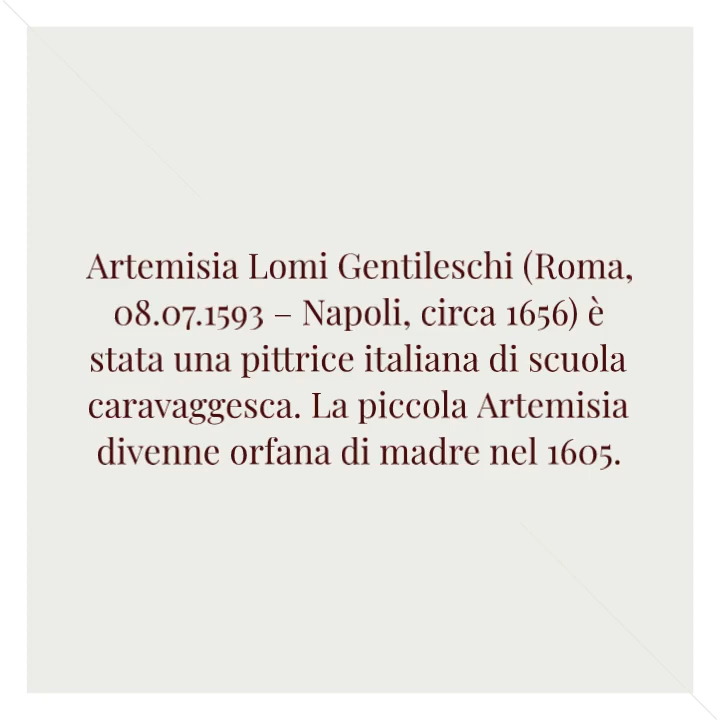 Artemisia Lomi Gentileschi (Roma,
08.07.1593 – Napoli, circa 1656) è
stata una pittrice italiana di scuola
caravaggesca. La piccola Artemisia
divenne orfana di madre nel 1605.